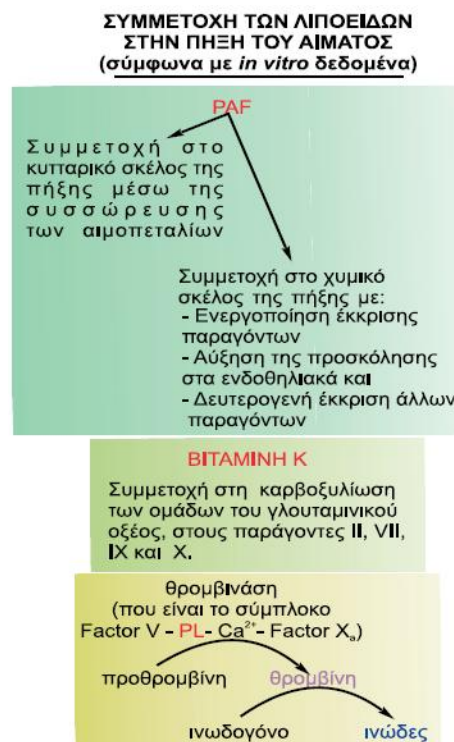 ΣΥΜΜΕΤΟΧΗ ΤΩΝ ΛΙΠΟΕΙΔΩΝ
ΣΤΗΝ ΠΗΞΗ ΤΟΥ ΑΙΜΑΤΟΣ
(σύμφωνα με in vitro δεδομένα)
PAF
Συμμετοχή στο
κυτταρικό σκέλος της
πήξης μέσω της
συσσώρευσης
των αιμοπεταλίων
Συμμετοχή στο χυμικό
σκέλος της πήξης με:
- Ενεργοποίηση έκκρισης
παραγόντων
- Αύξηση της προσκόλησης
στα ενδοθηλιακά και
- Δευτερογενή έκκριση άλλων
παραγόντων
ΒΙΤΑΜΙΝΗ Κ
Συμμετοχή στη καρβοξυλίωση
των ομάδων του γλουταμινικού
οξέος, στους παράγοντες II, VII,
IX και X.
θρομβινάση
(που είναι το σύμπλοκο
Factor V - PL- Ca²⁺- Factor Xₐ)
προθρομβίνη θρομβίνη
ινωδογόνο ινώδες